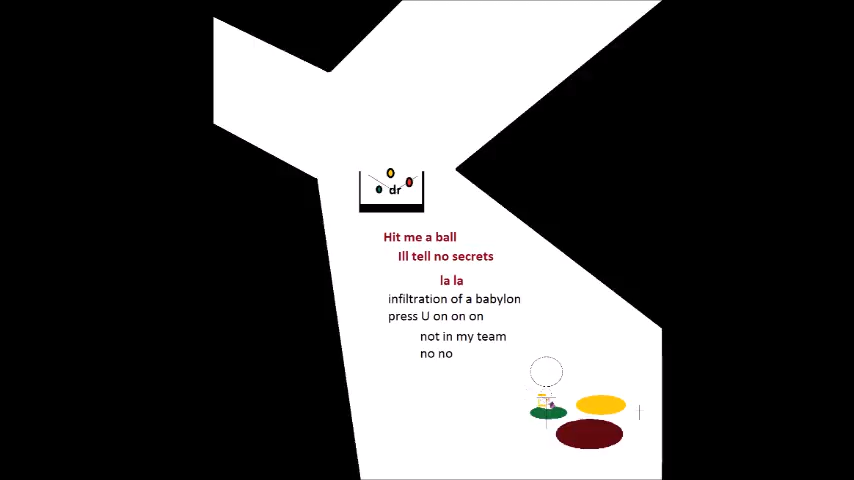 dr
Hit me a ball
Ill tell no secrets
la la
infiltration of a babylon
press U on on on
not in my team
no no